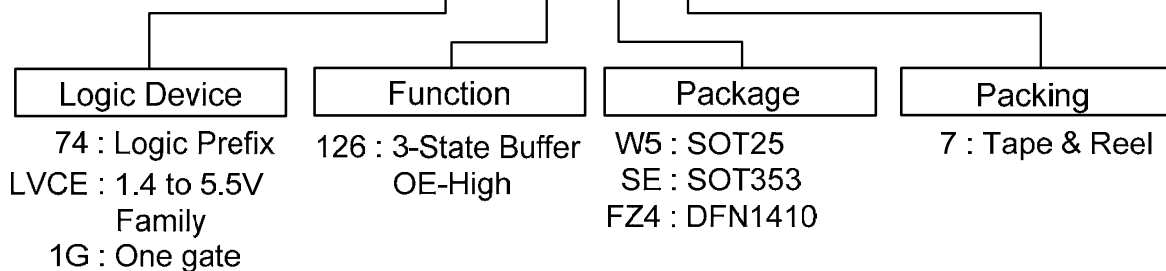 Logic Device
74 : Logic Prefix
LVCE : 1.4 to 5.5V
Family
1G : One gate
Function
126 : 3-State Buffer
OE-High
Package
W5 : SOT25
SE : SOT353
FZ4 : DFN1410
Packing
7 : Tape & Reel